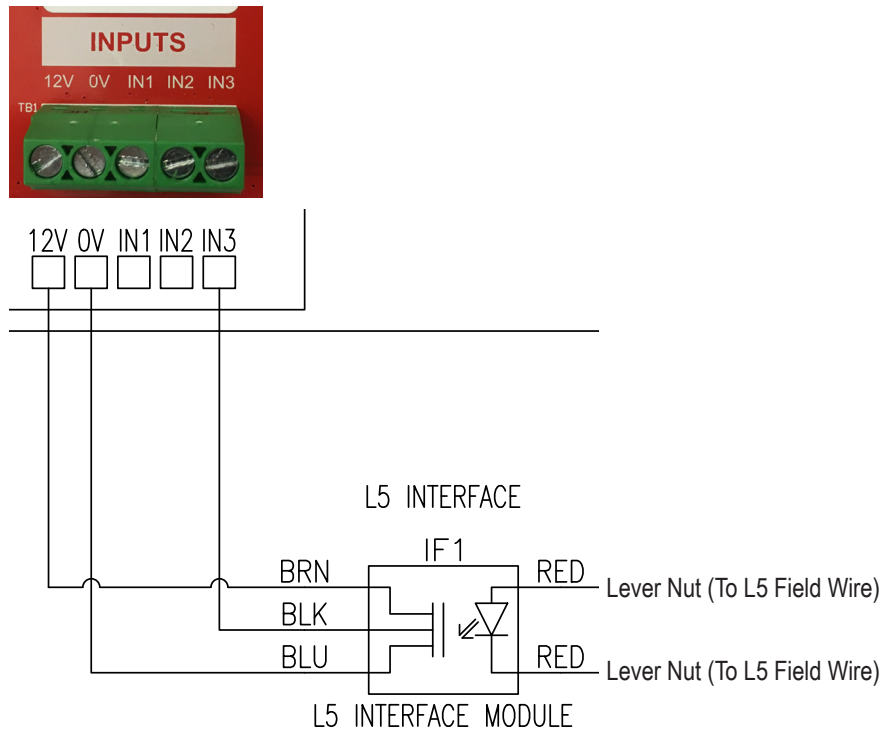 INPUTS
12V 0V IN1 IN2 IN3
TB1
12V 0V IN1 IN2 IN3
L5 INTERFACE
IF1
BRN
RED
Lever Nut (To L5 Field Wire)
BLK
BLU
RED
Lever Nut (To L5 Field Wire)
L5 INTERFACE MODULE